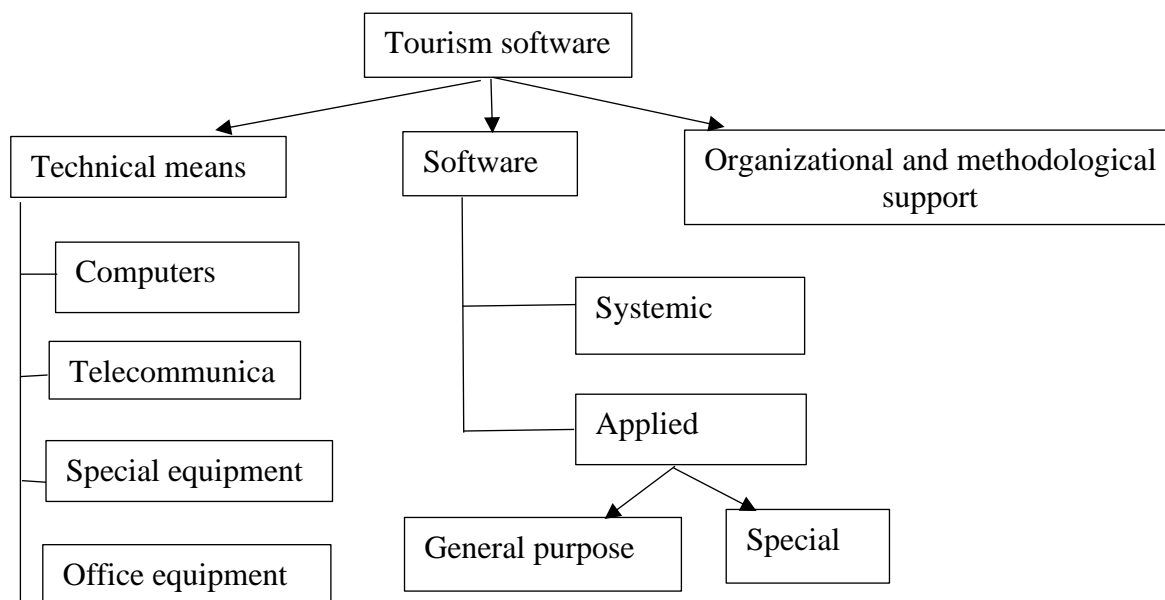 Tourism software
Technical means
Software
Organizational and methodological
support
Computers
Telecommunica
Special equipment
Office equipment
Systemic
Applied
General purpose
Special